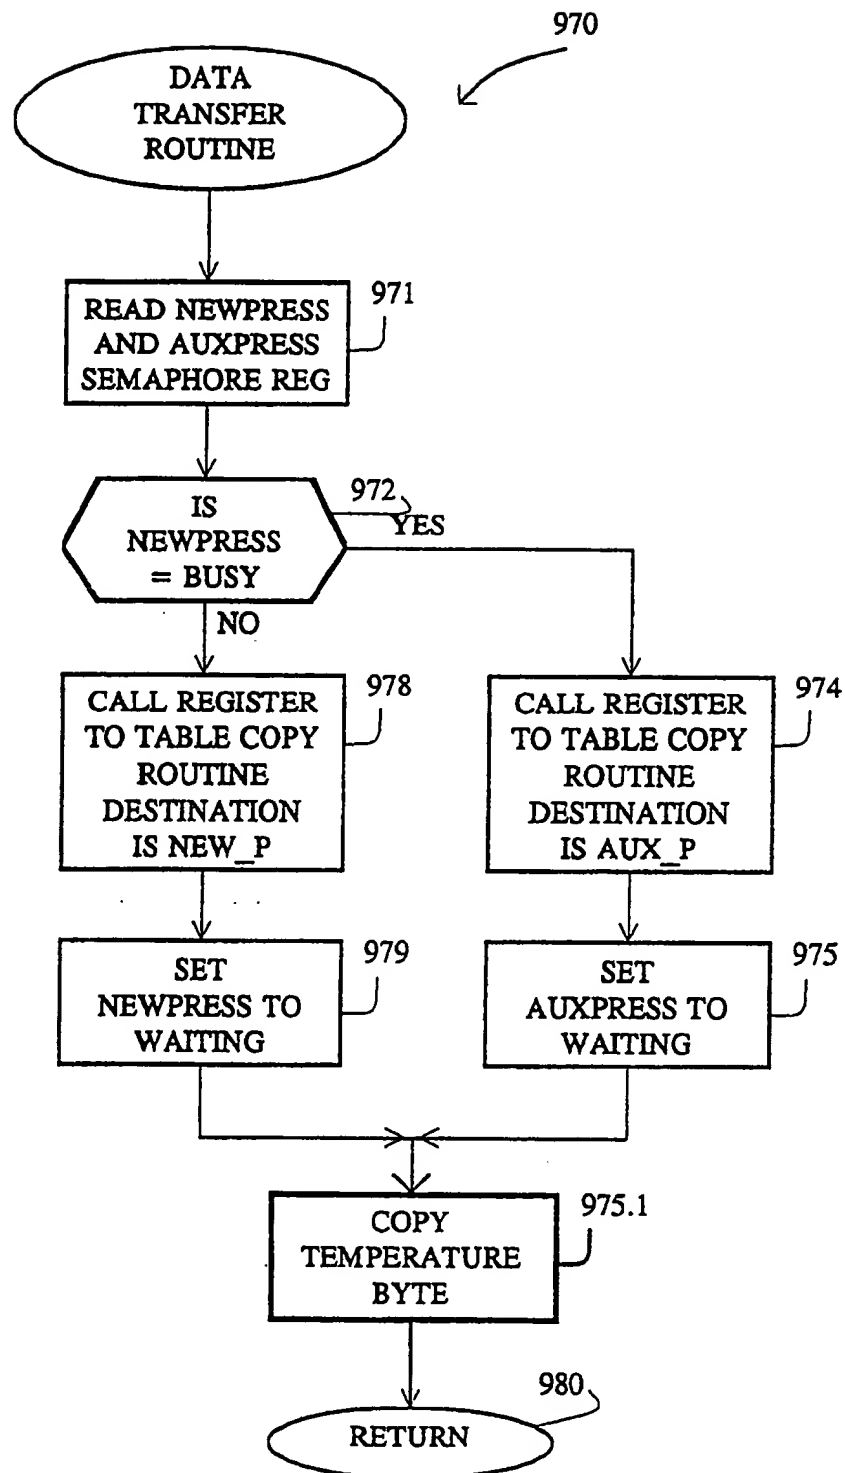 970
DATA
TRANSFER
ROUTINE
971
READ NEWPRESS
AND AUXPRESS
SEMAPHORE REG
972
IS
NEWPRESS
= BUSY
YES
NO
978
CALL REGISTER
TO TABLE COPY
ROUTINE
DESTINATION
IS NEW_P
974
CALL REGISTER
TO TABLE COPY
ROUTINE
DESTINATION
IS AUX_P
979
SET
NEWPRESS TO
WAITING
975
SET
AUXPRESS TO
WAITING
975.1
COPY
TEMPERATURE
BYTE
980
RETURN